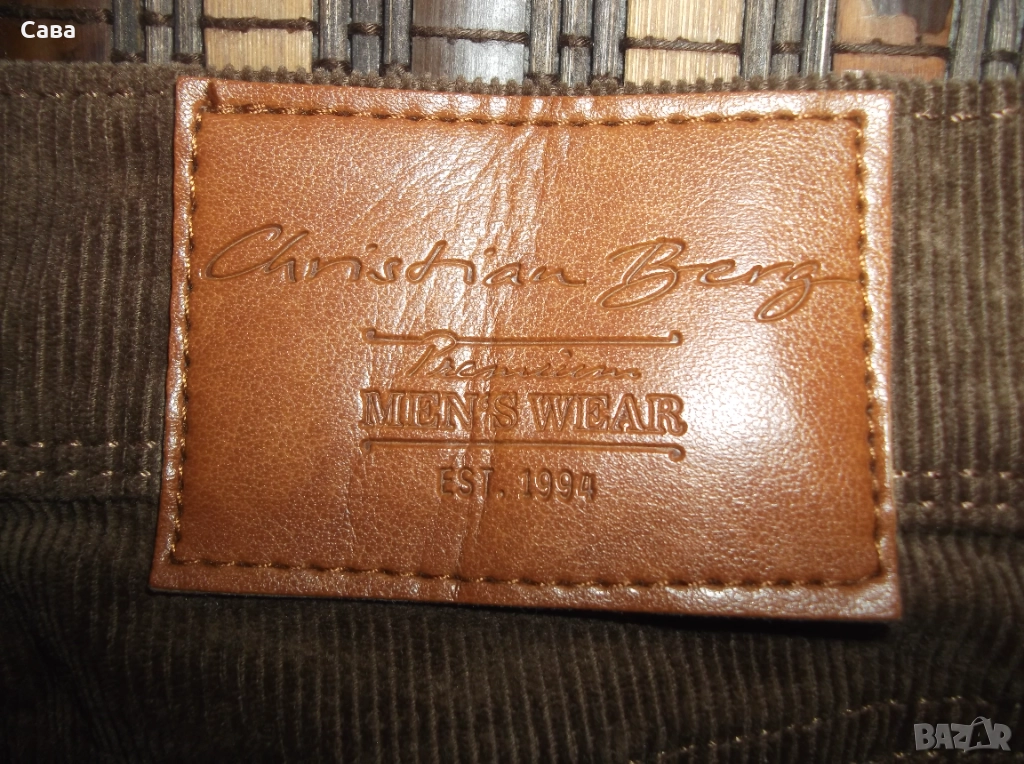 Сава
Christian Berg
Premium
MEN'S WEAR
EST. 1994
BAZAR